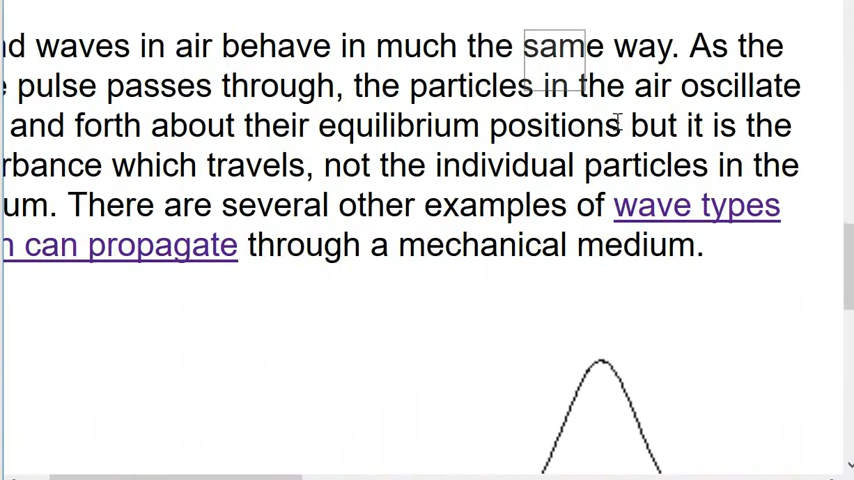 nd waves in air behave in much the same way. As the
pulse passes through, the particles in the air oscillate
and forth about their equilibrium positions but it is the
rbance which travels, not the individual particles in the
um. There are several other examples of wave types
n can propagate through a mechanical medium.